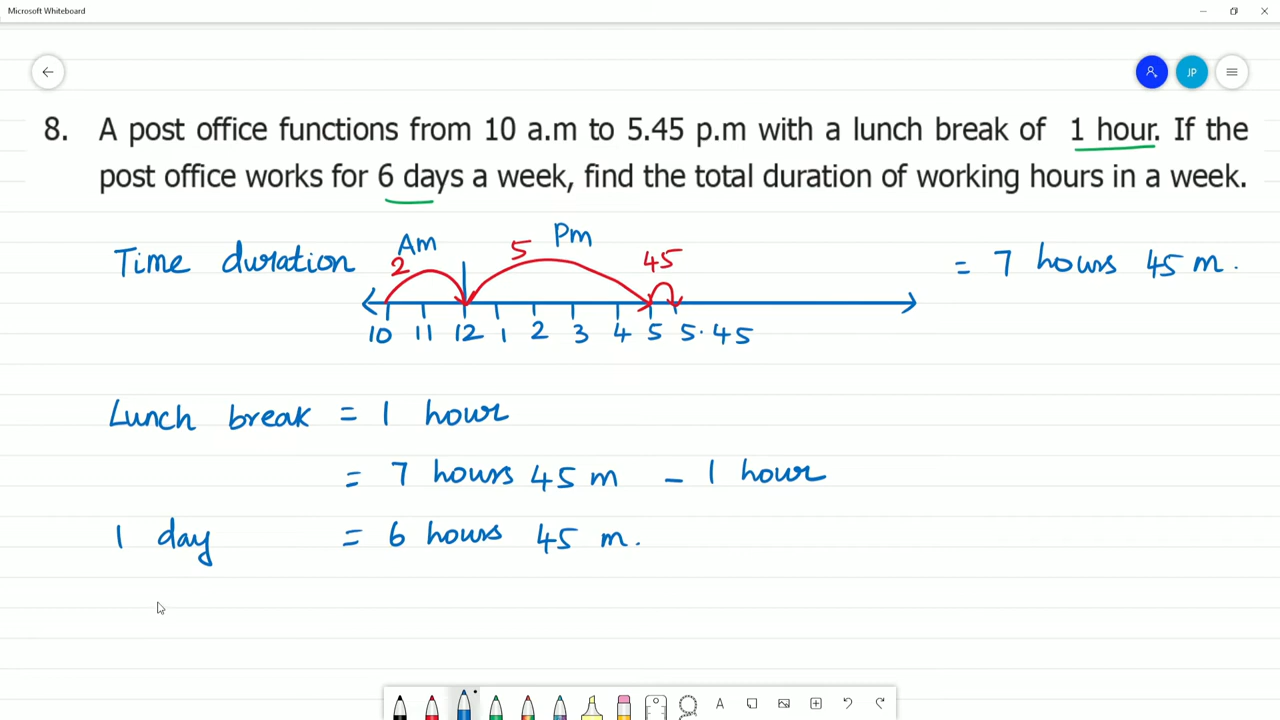 Microsoft Whiteboard
JP
8. A post office functions from 10 a.m to 5.45 p.m with a lunch break of 1 hour. If the
post office works for 6 days a week, find the total duration of working hours in a week.
Am 5 Pm
Time duration 2 45 = 7 hours 45 m.
10 11 12 1 2 3 4 5 5.45
Lunch break = 1 hour
= 7 hours 45 m - 1 hour
1 day = 6 hours 45 m.
A